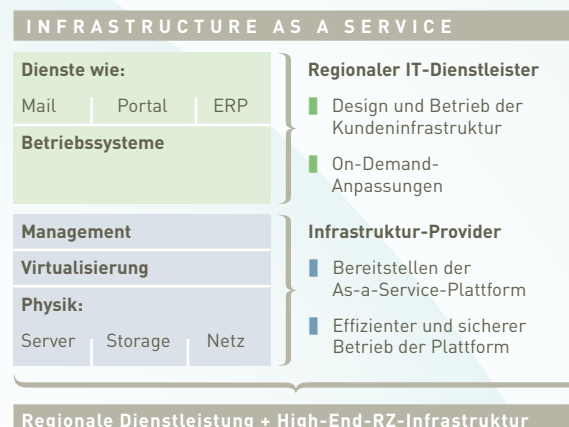 INFRASTRUCTURE AS A SERVICE
Dienste wie:
Mail Portal ERP
Betriebssysteme
Regionaler IT-Dienstleister
Design und Betrieb der
Kundeninfrastruktur
On-Demand-
Anpassungen
Management
Virtualisierung
Physik:
Server Storage Netz
Infrastruktur-Provider
Bereitstellen der
As-a-Service-Plattform
Effizienter und sicherer
Betrieb der Plattform
Regionale Dienstleistung + High-End-RZ-Infrastruktur